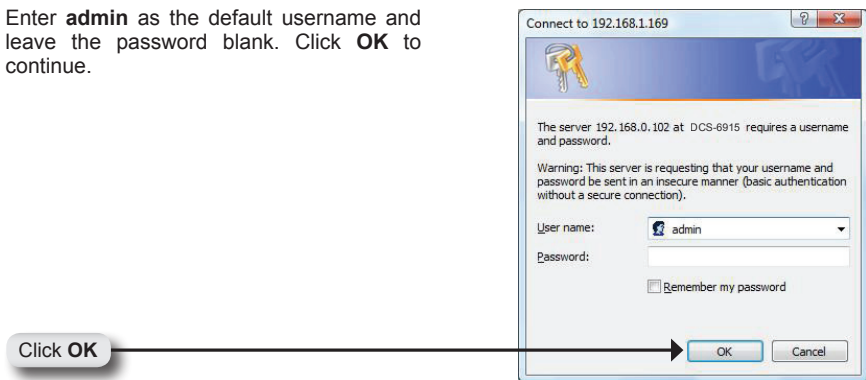 Enter admin as the default username and
leave the password blank. Click OK to
continue.
Connect to 192.168.1.169
The server 192.168.0.102 at DCS-6915 requires a username
and password.
Warning: This server is requesting that your username and
password be sent in an insecure manner (basic authentication
without a secure connection).
User name:
admin
Password:
Remember my password
Click OK
OK
Cancel